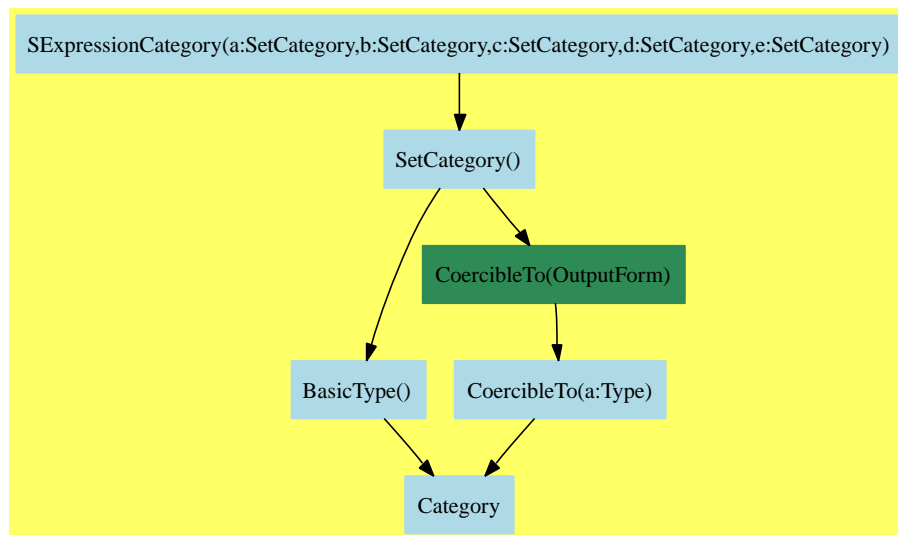 SExpressionCategory(a:SetCategory,b:SetCategory,c:SetCategory,d:SetCategory,e:SetCategory)
SetCategory()
CoercibleTo(OutputForm)
BasicType()
CoercibleTo(a:Type)
Category